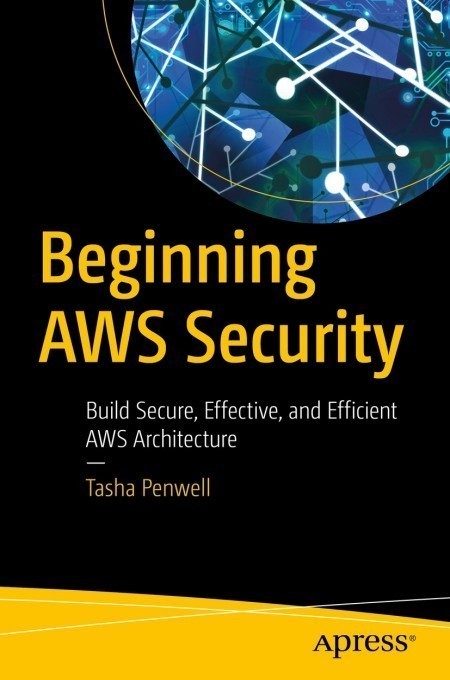 Beginning
AWS Security
Build Secure, Effective, and Efficient
AWS Architecture
—
Tasha Penwell
Apress®